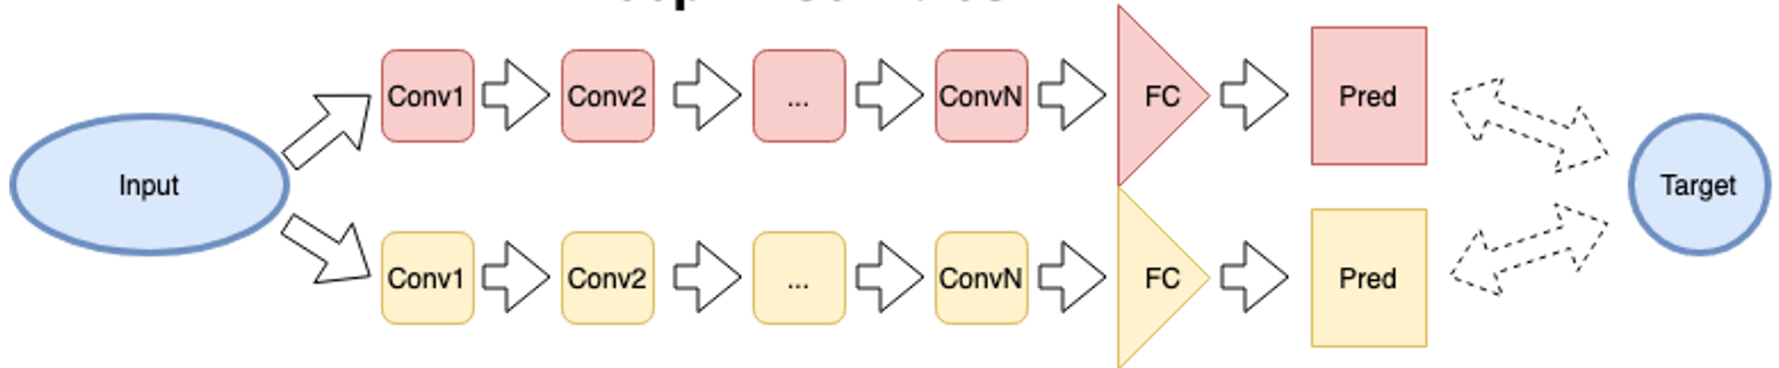 Input
Conv1
Conv2
...
ConvN
FC
Pred
Conv1
Conv2
...
ConvN
FC
Pred
Target